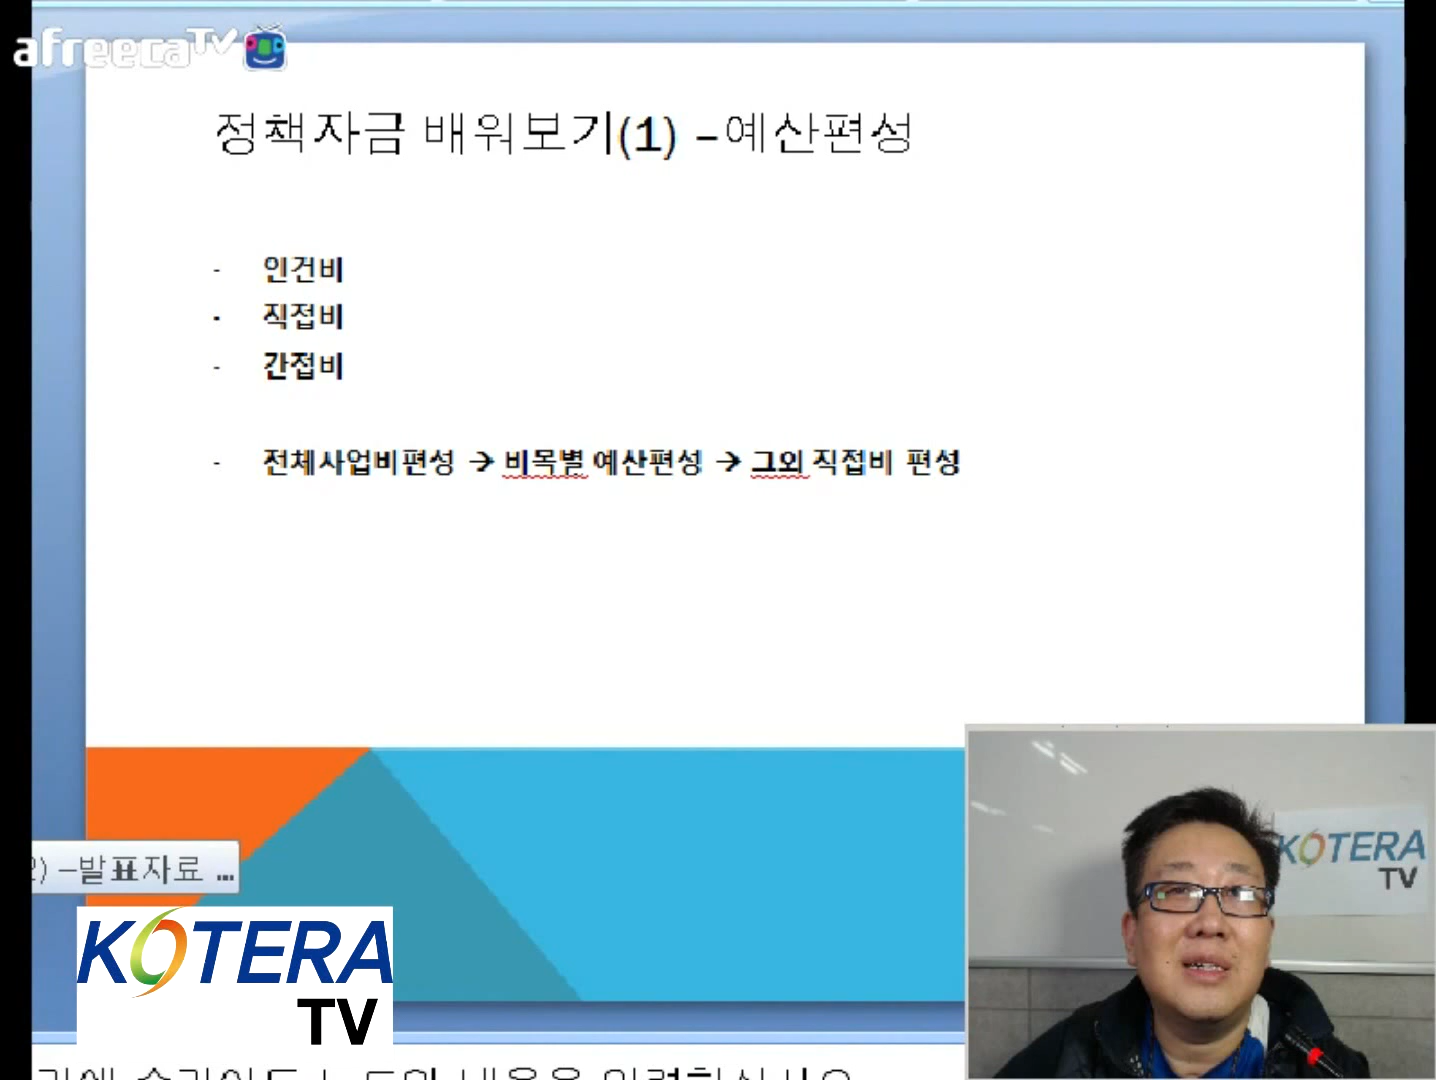 afreecaTV
정책자금 배워보기(1) –예산편성
- 인건비
- 직접비
- 간접비
- 전체사업비편성 → 비목별 예산편성 → 그외 직접비 편성
2) –발표자료 ...
KOTERA
TV
KOTERA
TV